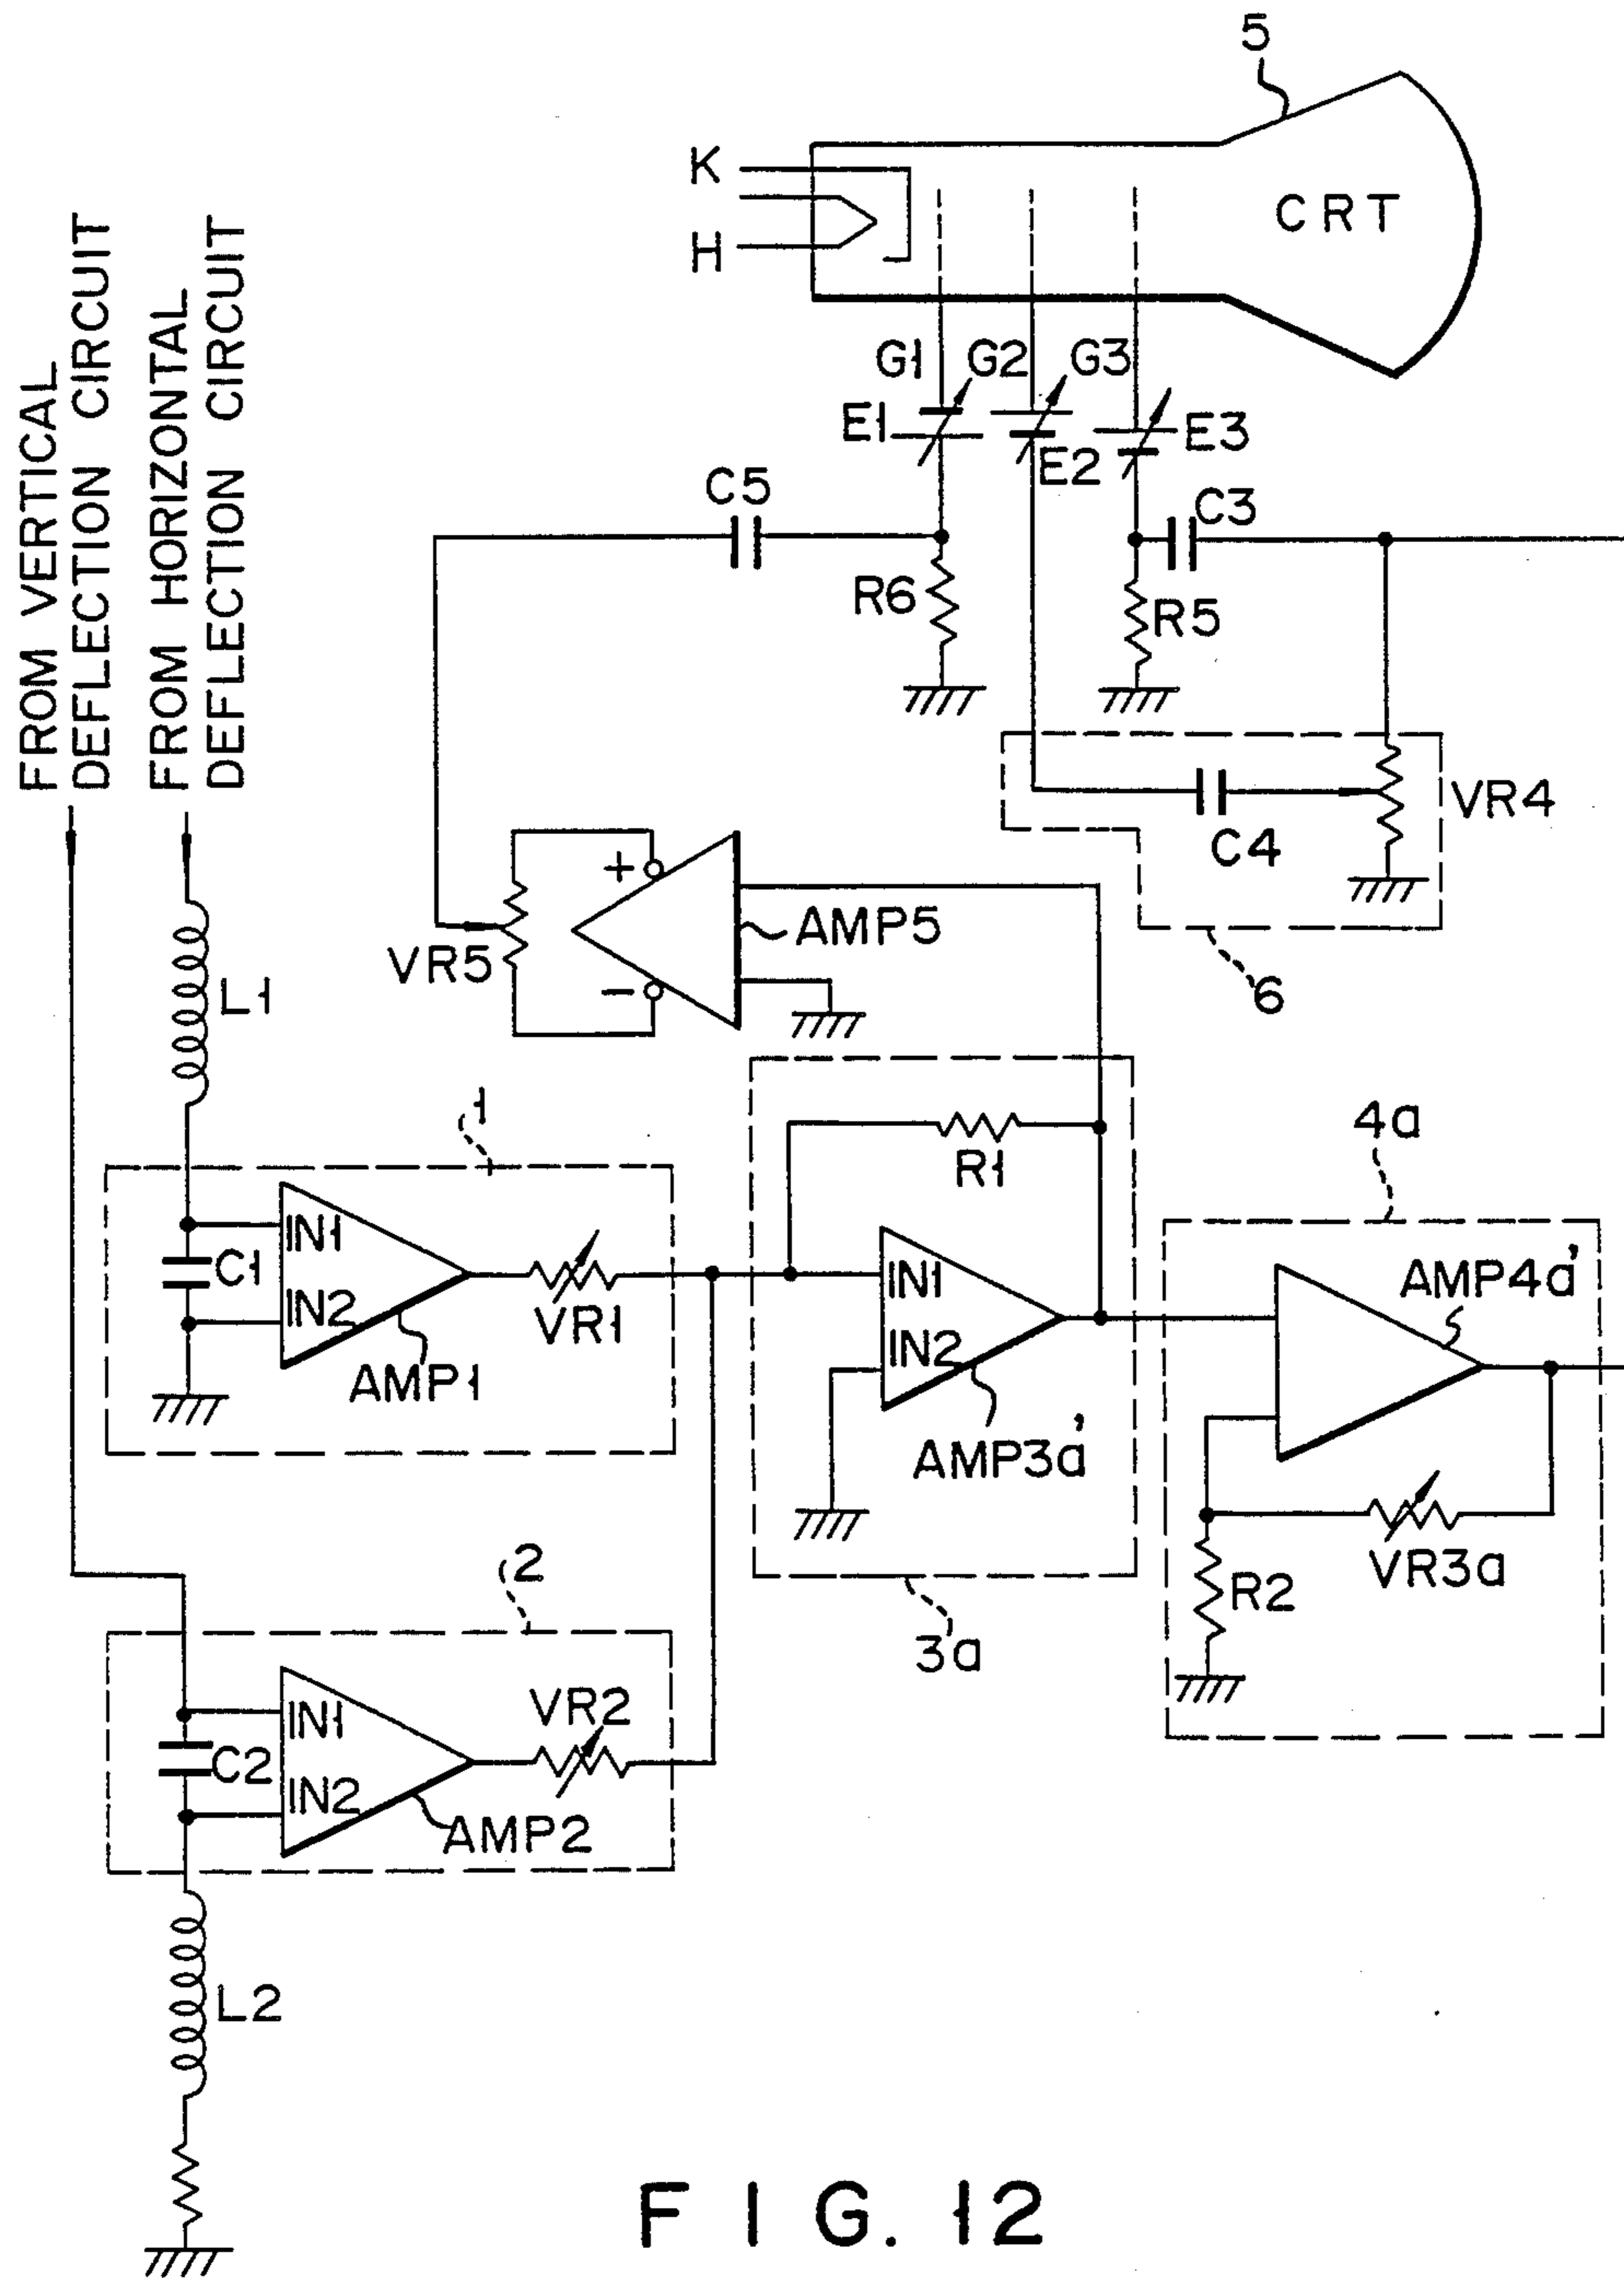 5
K
H
CRT
FROM VERTICAL
DEFLECTION CIRCUIT
FROM HORIZONTAL
DEFLECTION CIRCUIT
G1
G2
G3
E1
E2
E3
C5
C3
R6
R5
VR4
C4
+
AMP5
VR5
-
6
L1
1
4a
R1
IN1
C1
IN2
VR1
AMP1
IN1
IN2
AMP3a'
AMP4a'
VR3a
R2
2
3a
IN1
C2
IN2
VR2
AMP2
L2
FIG. 12